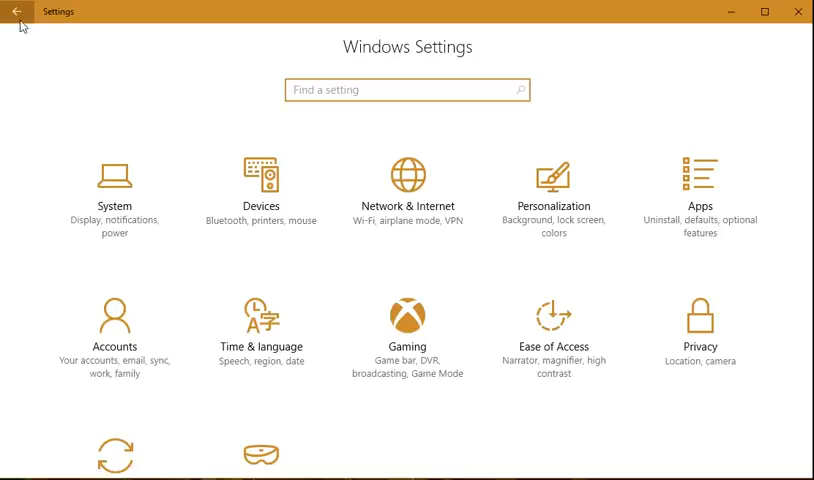 Settings
Windows Settings
Find a setting
System
Display, notifications,
power
Devices
Bluetooth, printers, mouse
Network & Internet
Wi-Fi, airplane mode, VPN
Personalization
Background, lock screen,
colors
Apps
Uninstall, defaults, optional
features
Accounts
Your accounts, email, sync,
work, family
Time & language
Speech, region, date
Gaming
Game bar, DVR,
broadcasting, Game Mode
Ease of Access
Narrator, magnifier, high
contrast
Privacy
Location, camera